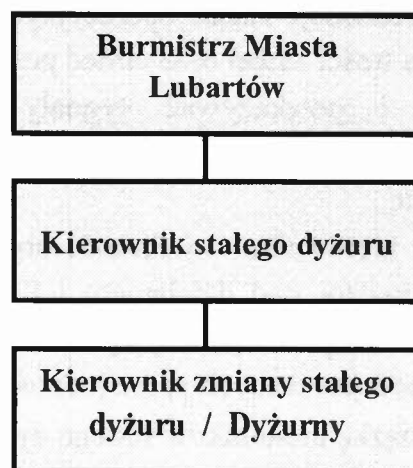 Burmistrz Miasta
Lubartów
Kierownik stałego dyżuru
Kierownik zmiany stałego
dyżuru / Dyżurny